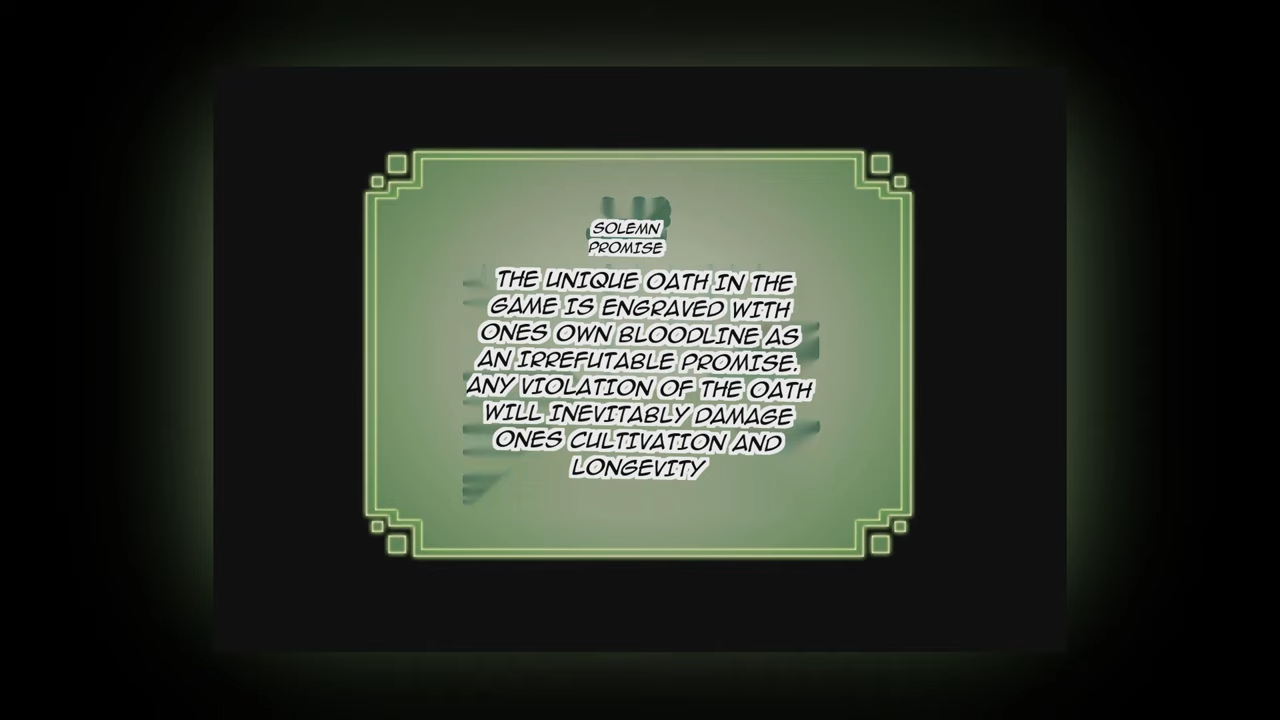 SOLEMN
PROMISE
THE UNIQUE OATH IN THE
GAME IS ENGRAVED WITH
ONES OWN BLOODLINE AS
AN IRREFUTABLE PROMISE.
ANY VIOLATION OF THE OATH
WILL INEVITABLY DAMAGE
ONES CULTIVATION AND
LONGEVITY